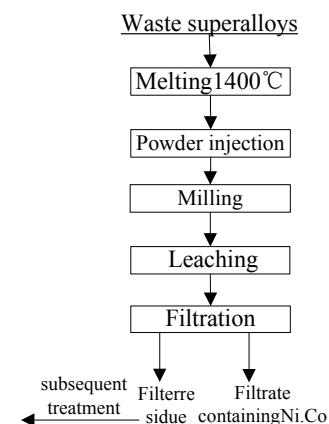 Waste superalloys
Melting1400℃
Powder injection
Milling
Leaching
Filtration
subsequent
treatment
Filterre
sidue
Filtrate
containingNi.Co